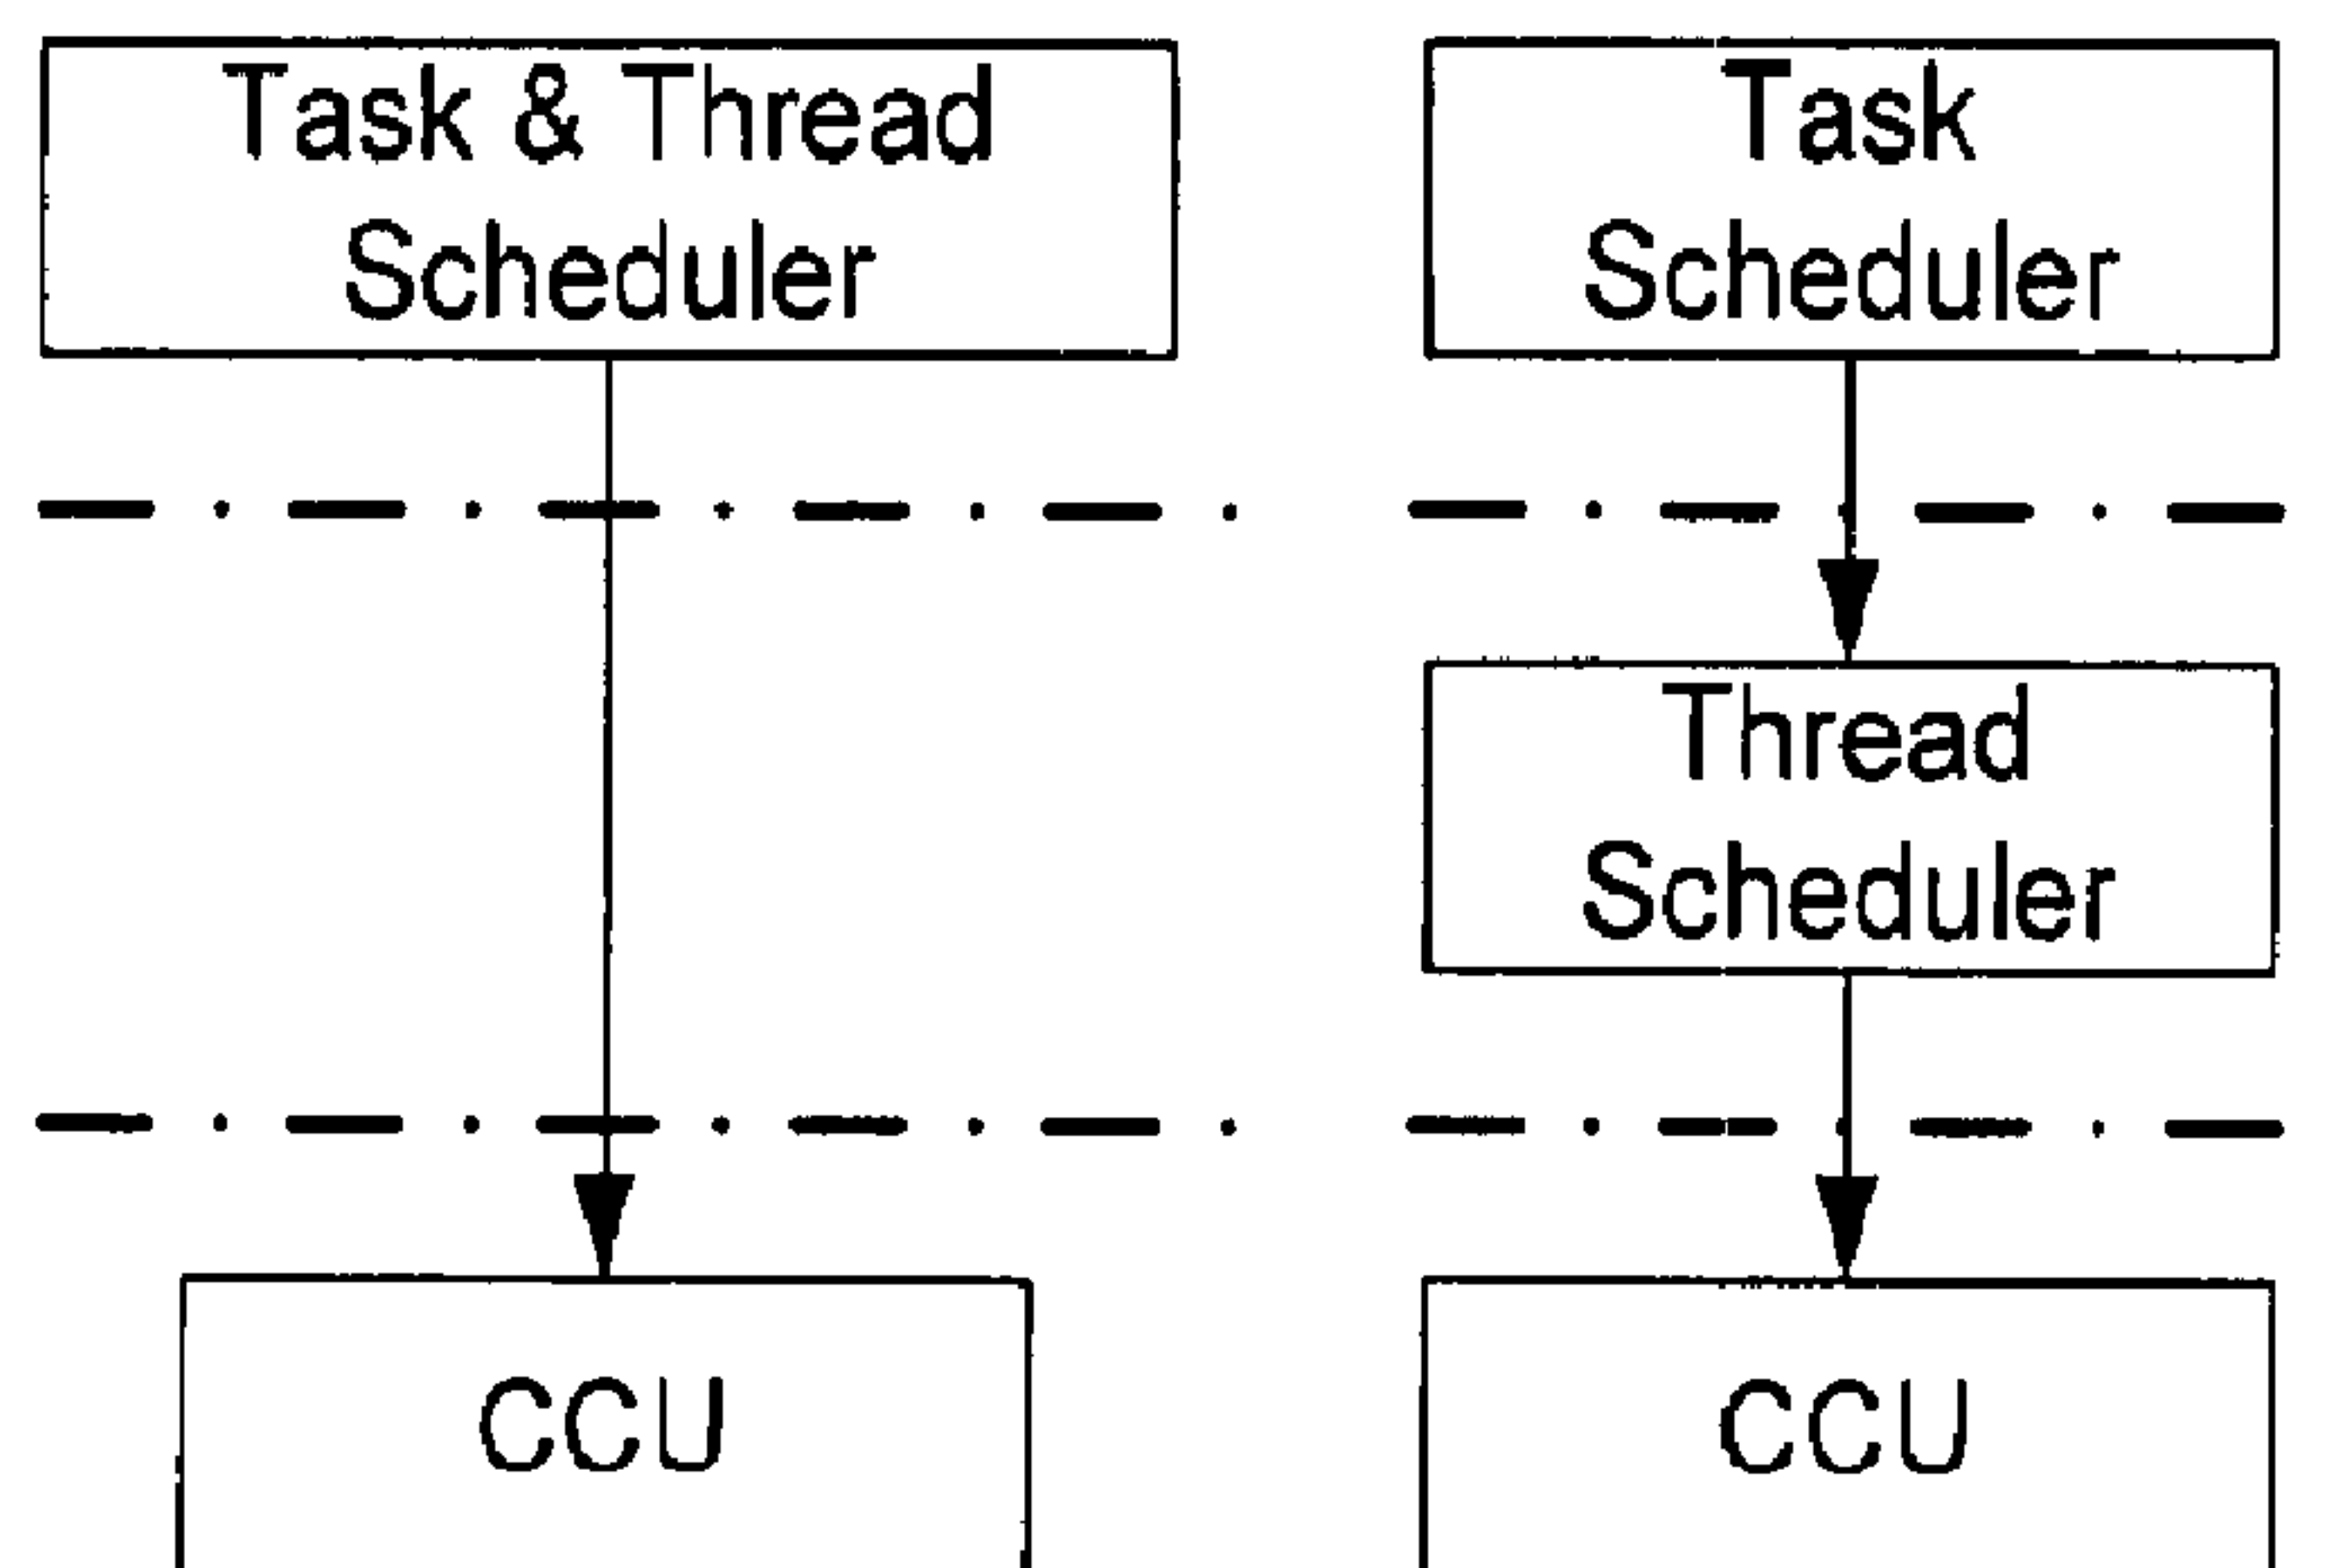 Task & Thread
Scheduler
Task
Scheduler
Thread
Scheduler
CCU
CCU